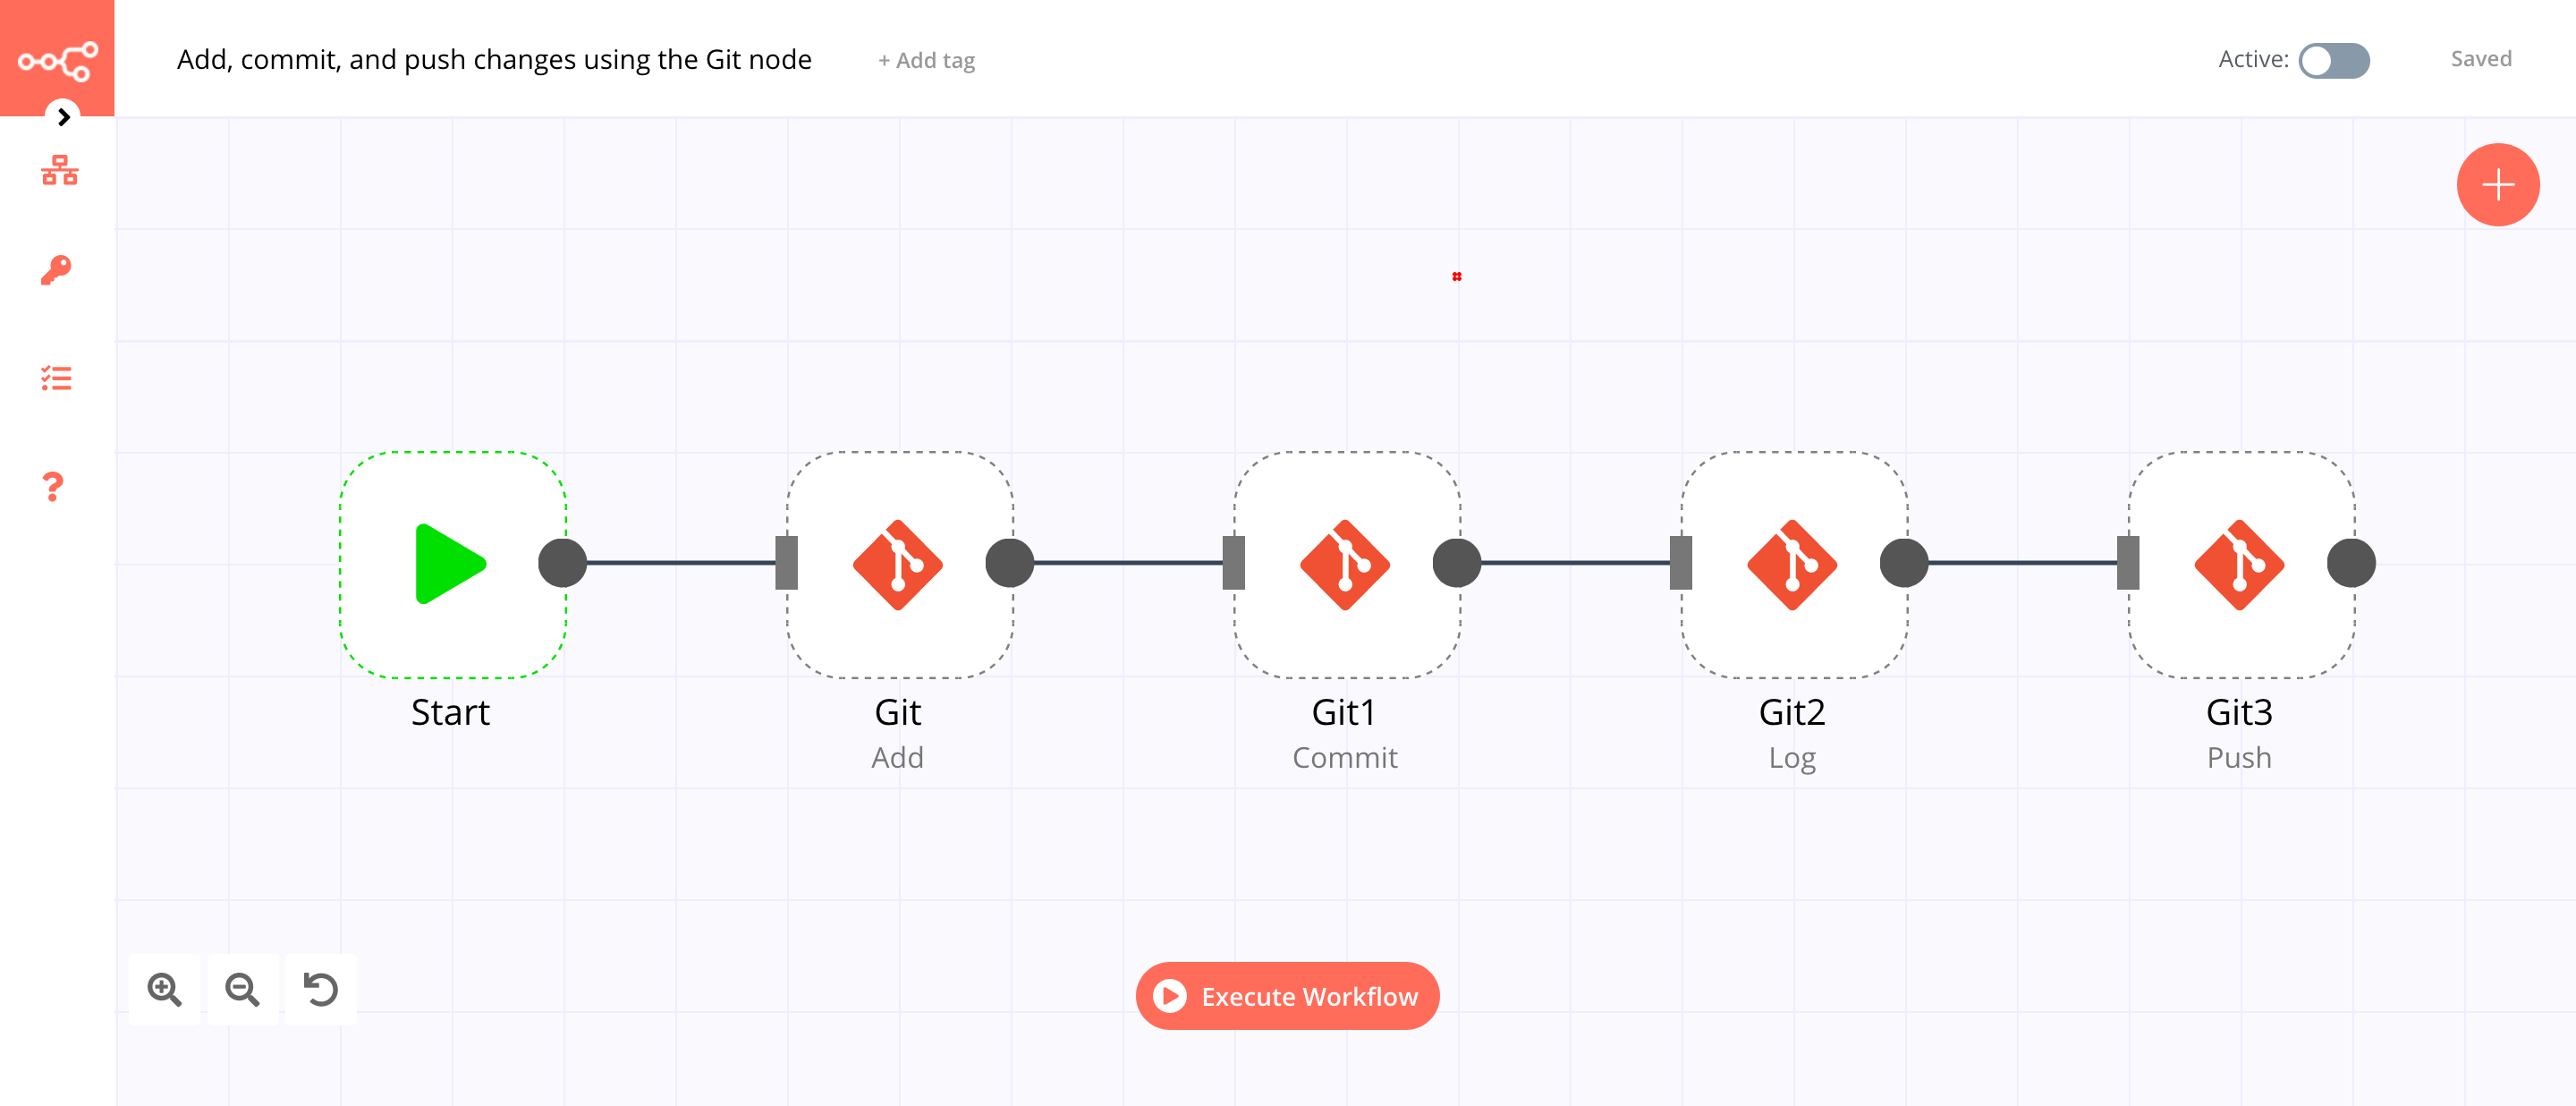 Add, commit, and push changes using the Git node
+ Add tag
Active:
Saved
Start
Git
Add
Git1
Commit
Git2
Log
Git3
Push
Execute Workflow